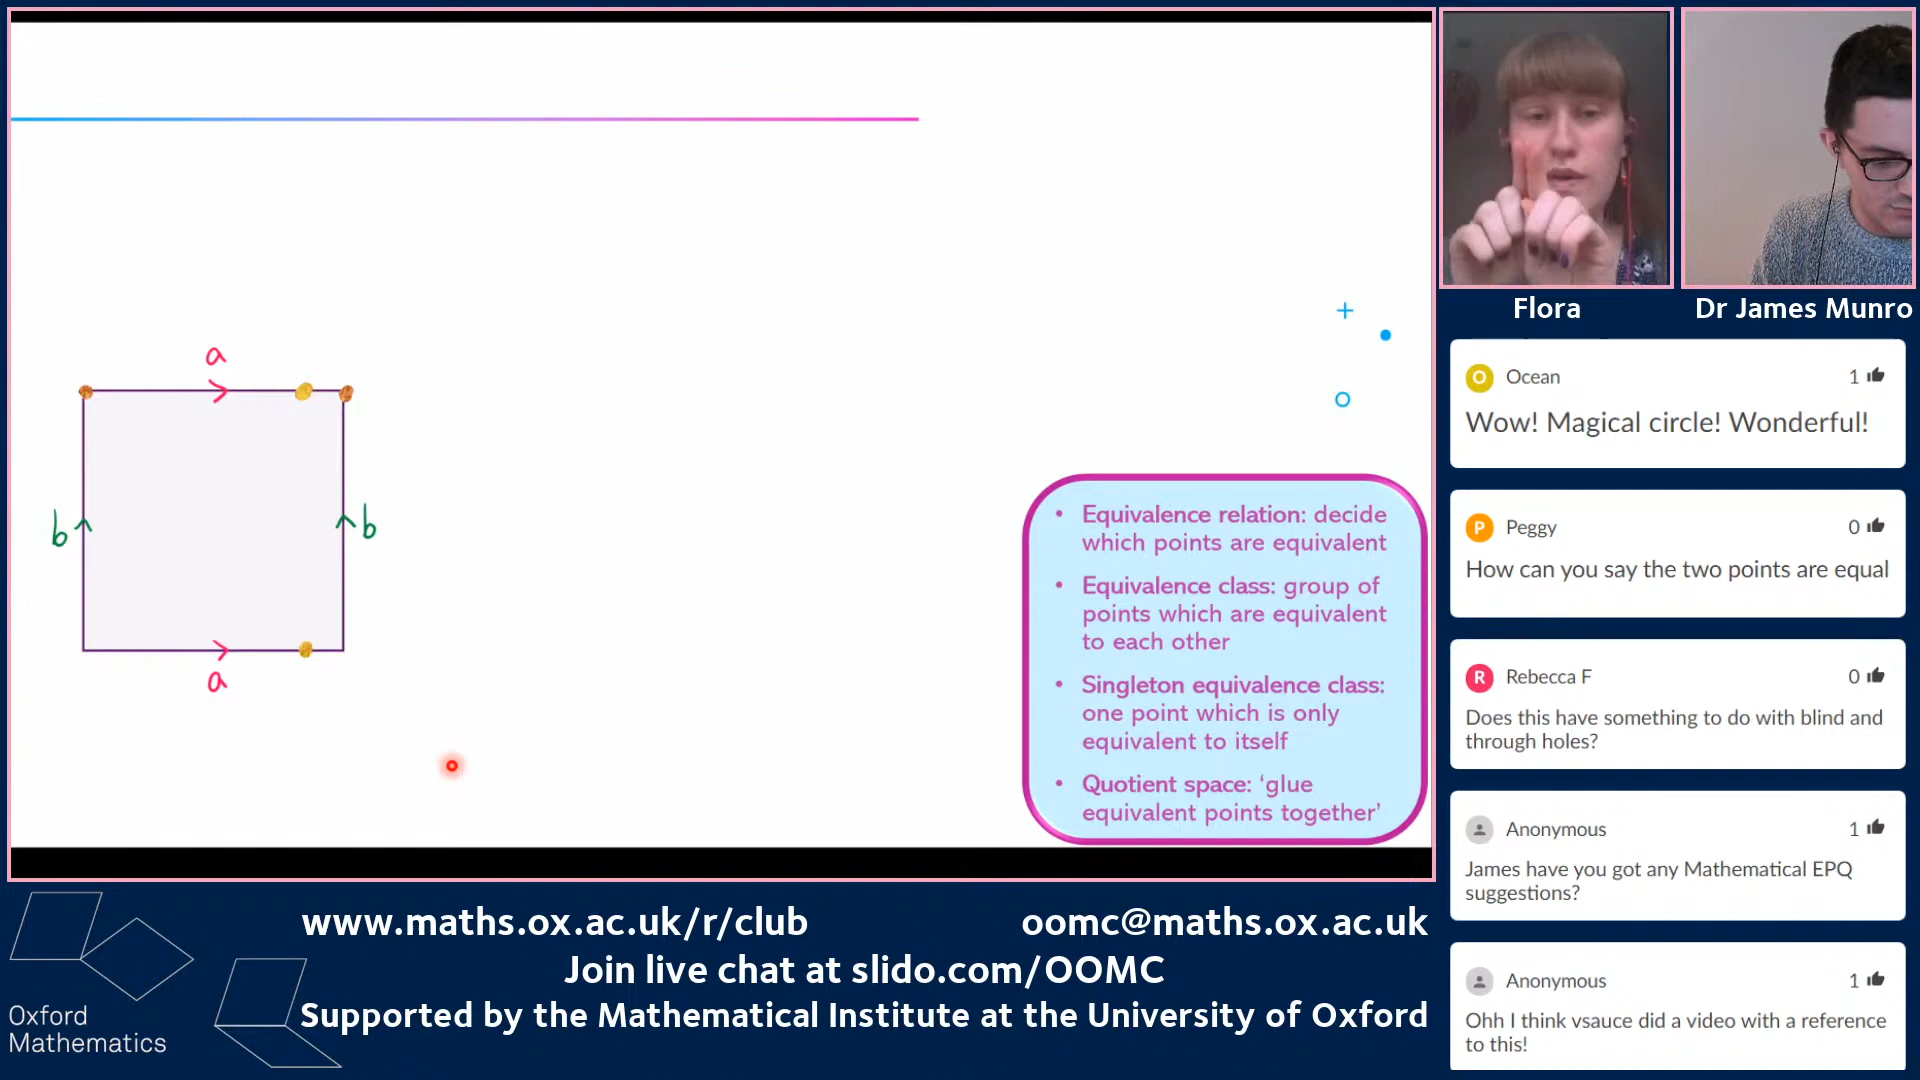 a
b
b
a
+
• Equivalence relation: decide
which points are equivalent
• Equivalence class: group of
points which are equivalent
to each other
• Singleton equivalence class:
one point which is only
equivalent to itself
• Quotient space: ‘glue
equivalent points together’
Flora
Dr James Munro
O Ocean 1
Wow! Magical circle! Wonderful!
P Peggy 0
How can you say the two points are equal
R Rebecca F 0
Does this have something to do with blind and
through holes?
Anonymous 1
James have you got any Mathematical EPQ
suggestions?
Anonymous 1
Ohh I think vsauce did a video with a reference
to this!
www.maths.ox.ac.uk/r/club
oomc@maths.ox.ac.uk
Join live chat at slido.com/OOMC
Supported by the Mathematical Institute at the University of Oxford
Oxford
Mathematics